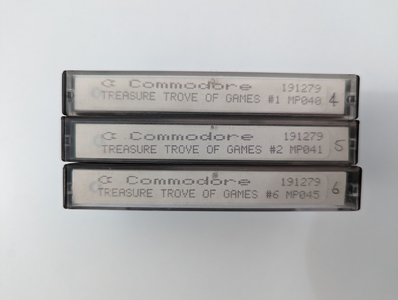 Commodore 191279
TREASURE TROVE OF GAMES #1 MP040 4
Commodore 191279
TREASURE TROVE OF GAMES #2 MP041 5
Commodore 191279
TREASURE TROVE OF GAMES #6 MP045 6